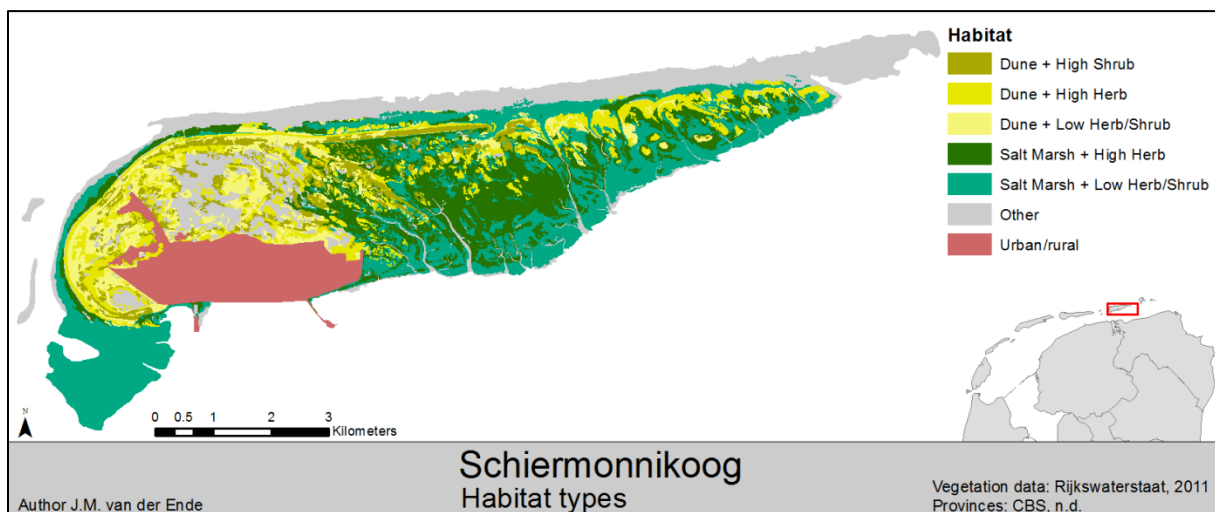 Habitat
Dune + High Shrub
Dune + High Herb
Dune + Low Herb/Shrub
Salt Marsh + High Herb
Salt Marsh + Low Herb/Shrub
Other
Urban/rural
N
0 0.5 1 2 3
Kilometers
Schiermonnikoog
Habitat types
Author J.M. van der Ende
Vegetation data: Rijkswaterstaat, 2011
Provinces: CBS, n.d.